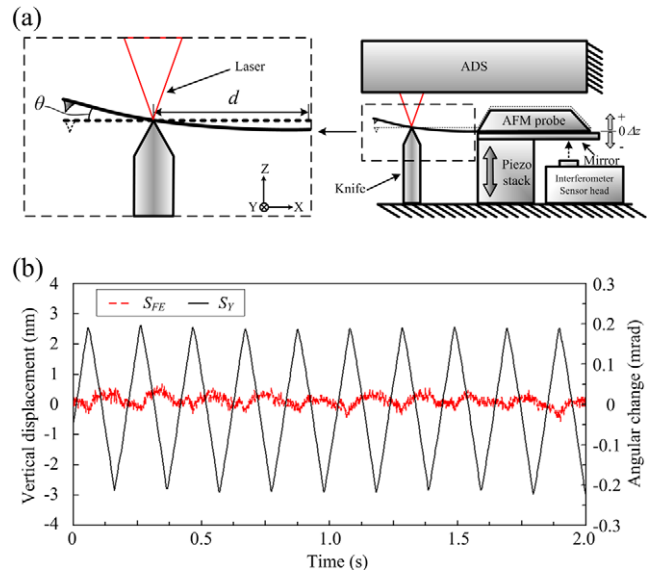 (a)
Laser
d
θ
Z
Y X
ADS
AFM probe
+
0 Δz
-
Mirror
Piezo
stack
Interferometer
Sensor head
Knife
(b)
S_FE S_Y
Vertical displacement (nm)
4
3
2
1
0
-1
-2
-3
-4
Angular change (mrad)
0.3
0.2
0.1
0
-0.1
-0.2
-0.3
0 0.5 1.0 1.5 2.0
Time (s)